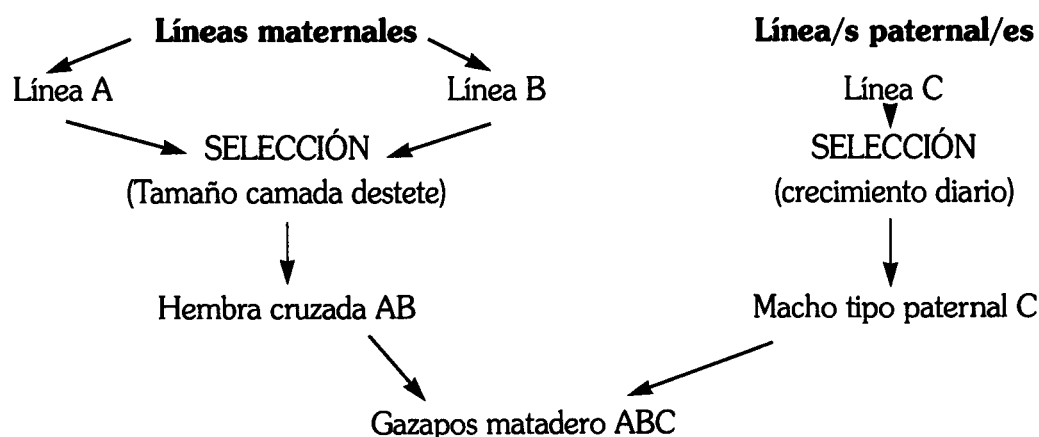 Líneas maternales
Línea/s paternal/es
Línea A
Línea B
Línea C
SELECCIÓN
SELECCIÓN
(Tamaño camada destete)
(crecimiento diario)
Hembra cruzada AB
Macho tipo paternal C
Gazapos matadero ABC